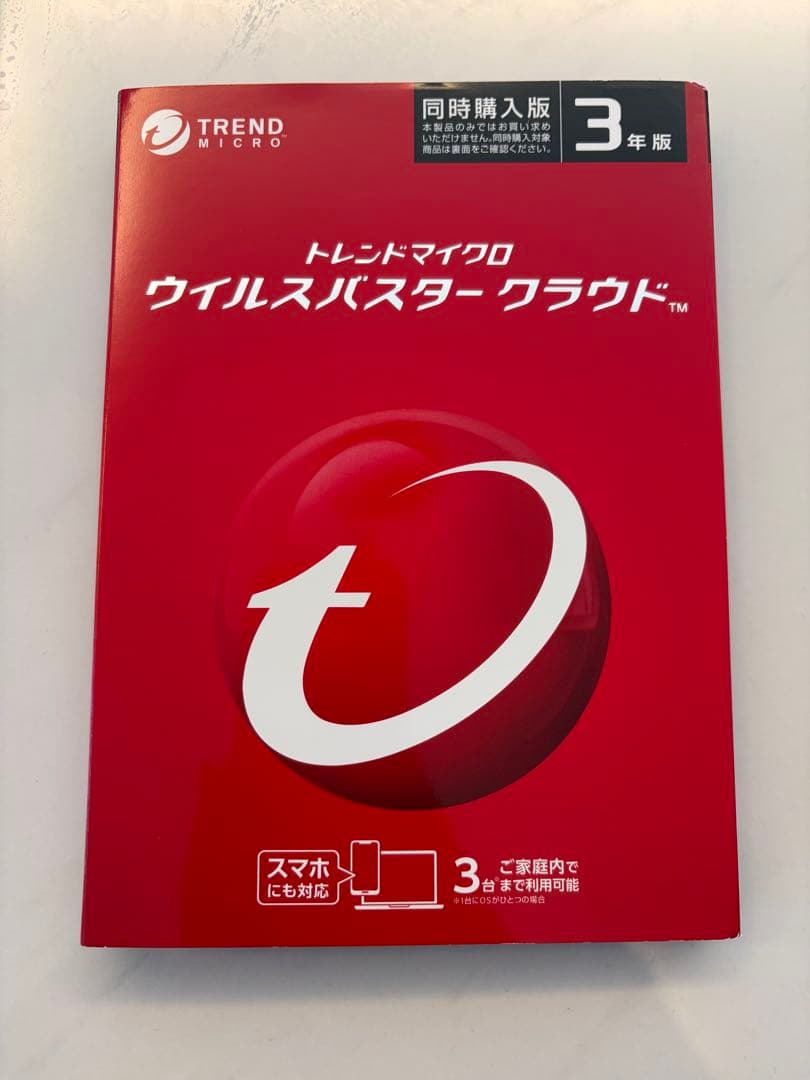 TREND
MICRO™
同時購入版
本製品のみではお買い求め
いただけません。同時購入対象
商品は裏面をご確認ください。
3年版
トレンドマイクロ
ウイルスバスター クラウド™
スマホ
にも対応
3台※まで利用可能
ご家庭内で
※1台にOSがひとつの場合